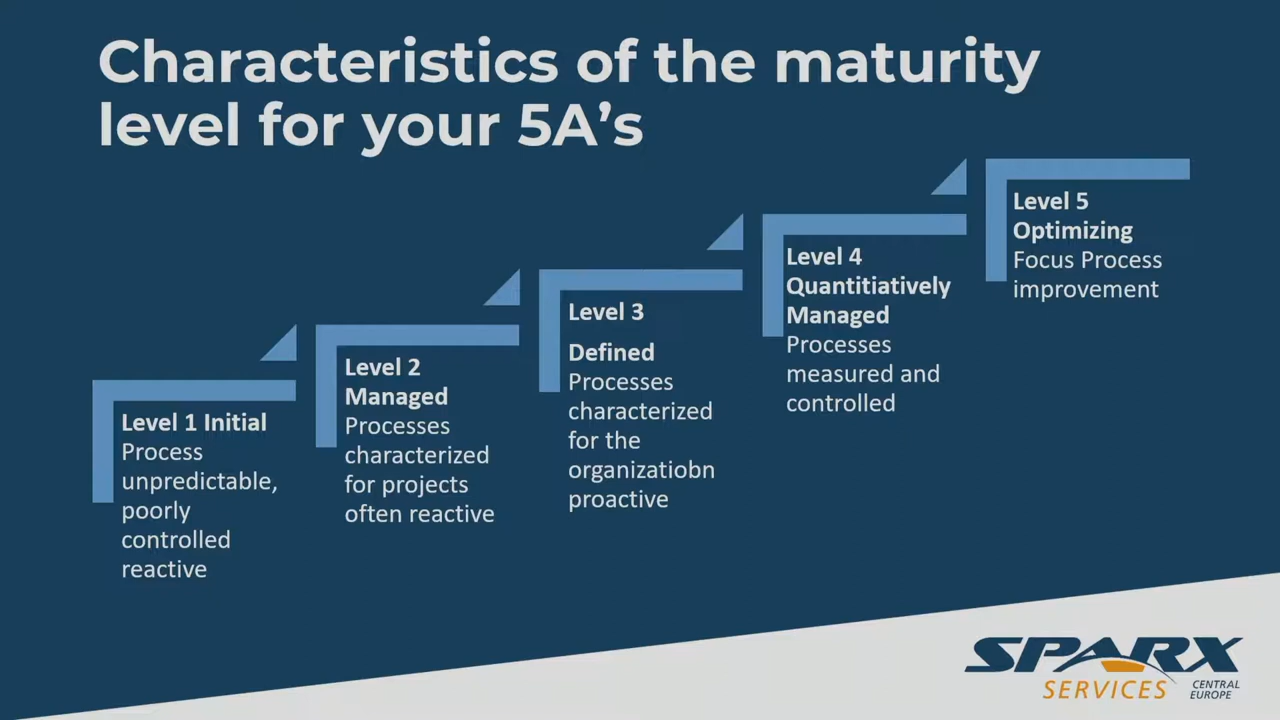 Characteristics of the maturity
level for your 5A's
Level 1 Initial
Process
unpredictable,
poorly
controlled
reactive
Level 2
Managed
Processes
characterized
for projects
often reactive
Level 3
Defined
Processes
characterized
for the
organizatiobn
proactive
Level 4
Quantitiatively
Managed
Processes
measured and
controlled
Level 5
Optimizing
Focus Process
improvement
SPARX
SERVICES
CENTRAL
EUROPE